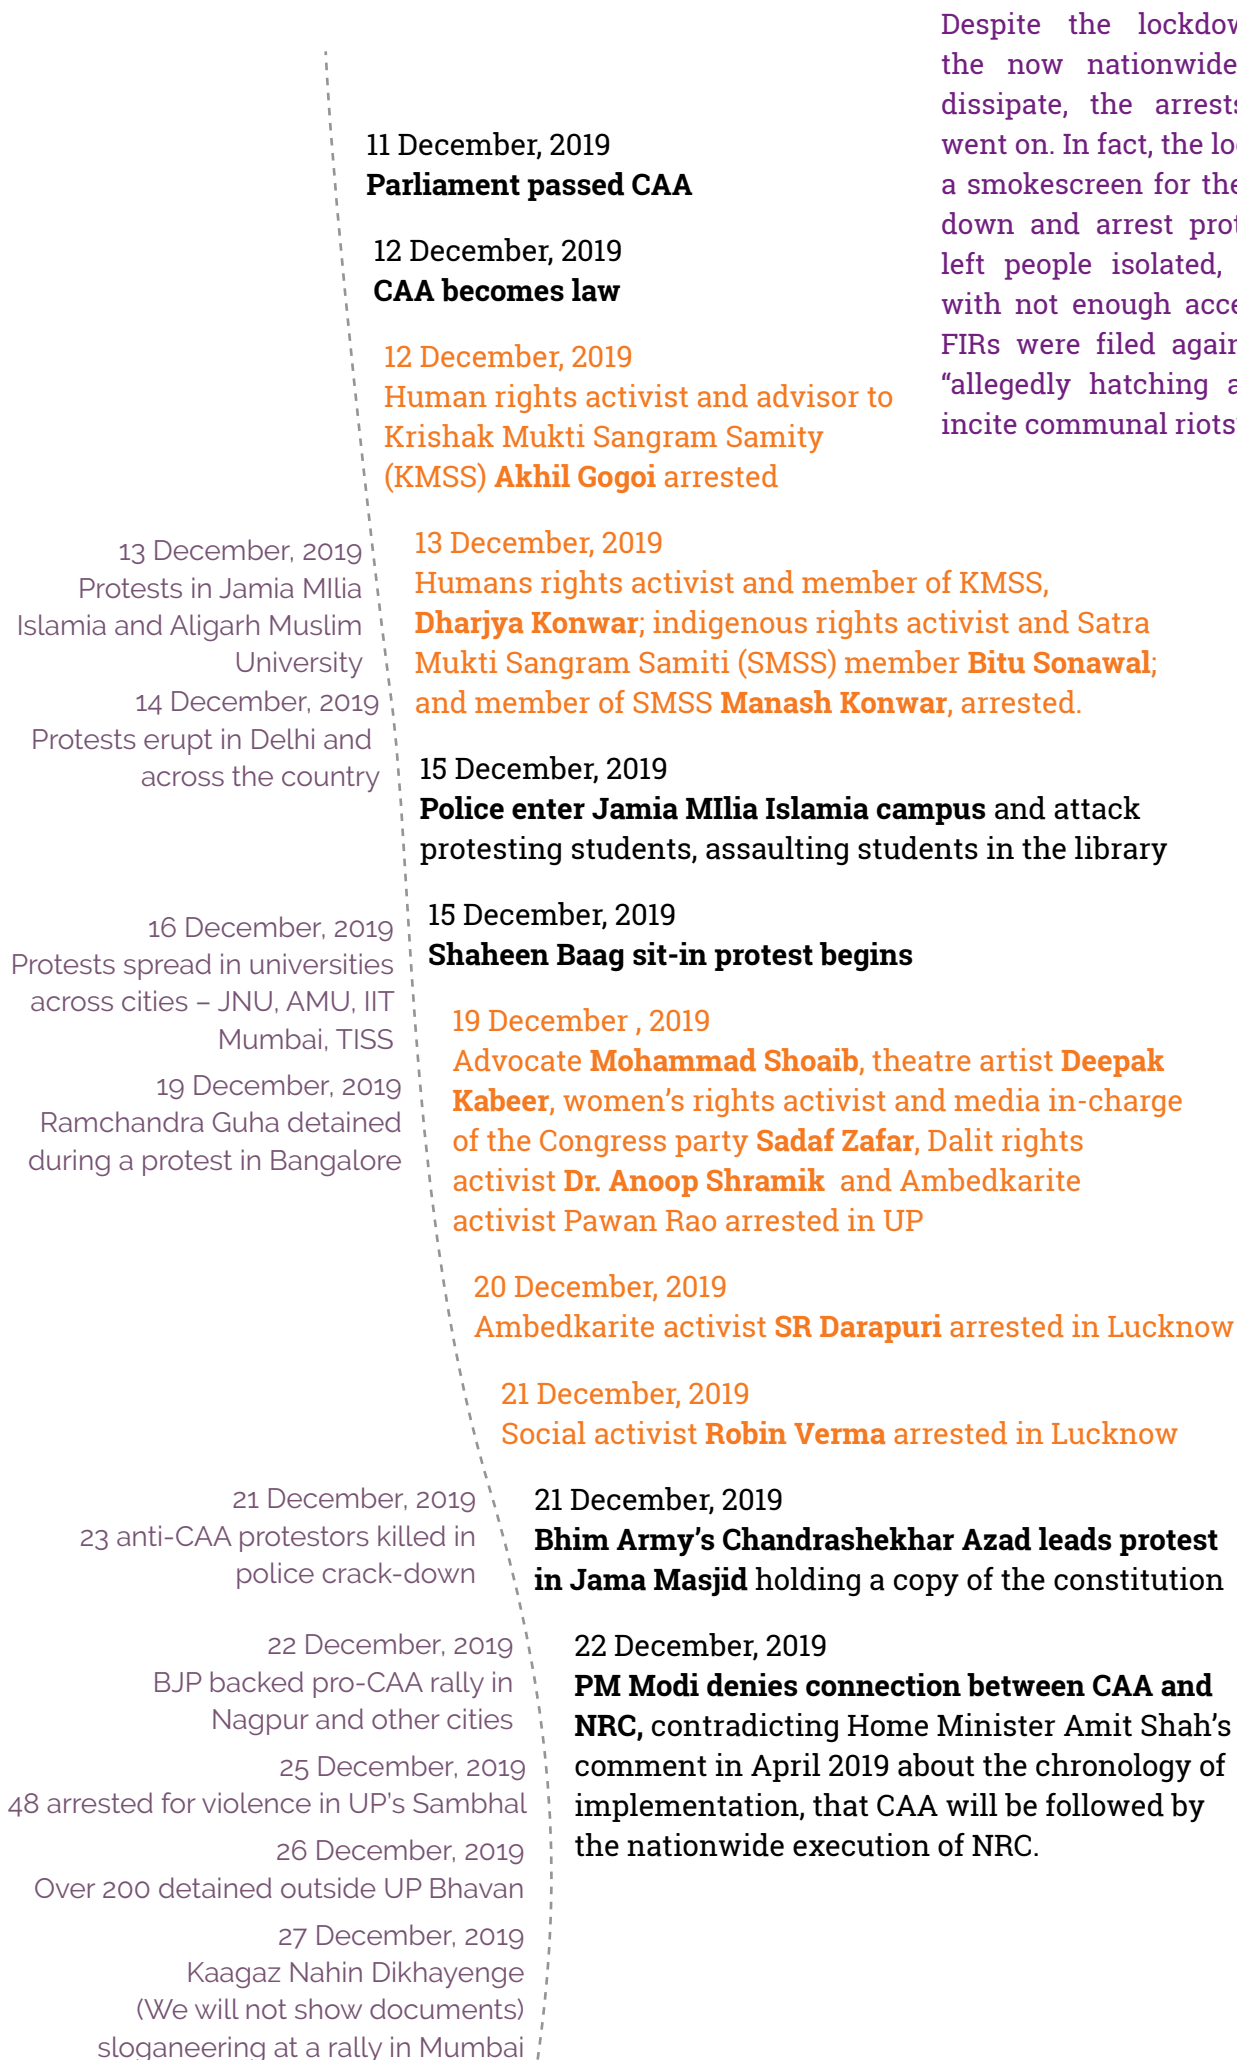 Despite the lockdow
the now nationwide
dissipate, the arrests
went on. In fact, the lo
a smokescreen for the
down and arrest prot
left people isolated,
with not enough acce
FIRs were filed again
“allegedly hatching a
incite communal riots
11 December, 2019
Parliament passed CAA
12 December, 2019
CAA becomes law
12 December, 2019
Human rights activist and advisor to
Krishak Mukti Sangram Samity
(KMSS) Akhil Gogoi arrested
13 December, 2019
Protests in Jamia MIlia
Islamia and Aligarh Muslim
University
13 December, 2019
Humans rights activist and member of KMSS,
Dharjya Konwar; indigenous rights activist and Satra
Mukti Sangram Samiti (SMSS) member Bitu Sonawal;
and member of SMSS Manash Konwar, arrested.
14 December, 2019
Protests erupt in Delhi and
across the country
15 December, 2019
Police enter Jamia MIlia Islamia campus and attack
protesting students, assaulting students in the library
15 December, 2019
Shaheen Baag sit-in protest begins
16 December, 2019
Protests spread in universities
across cities – JNU, AMU, IIT
Mumbai, TISS
19 December , 2019
Advocate Mohammad Shoaib, theatre artist Deepak
Kabeer, women’s rights activist and media in-charge
of the Congress party Sadaf Zafar, Dalit rights
activist Dr. Anoop Shramik and Ambedkarite
activist Pawan Rao arrested in UP
19 December, 2019
Ramchandra Guha detained
during a protest in Bangalore
20 December, 2019
Ambedkarite activist SR Darapuri arrested in Lucknow
21 December, 2019
Social activist Robin Verma arrested in Lucknow
21 December, 2019
23 anti-CAA protestors killed in
police crack-down
21 December, 2019
Bhim Army’s Chandrashekhar Azad leads protest
in Jama Masjid holding a copy of the constitution
22 December, 2019
BJP backed pro-CAA rally in
Nagpur and other cities
22 December, 2019
PM Modi denies connection between CAA and
NRC, contradicting Home Minister Amit Shah’s
comment in April 2019 about the chronology of
implementation, that CAA will be followed by
the nationwide execution of NRC.
25 December, 2019
48 arrested for violence in UP’s Sambhal
26 December, 2019
Over 200 detained outside UP Bhavan
27 December, 2019
Kaagaz Nahin Dikhayenge
(We will not show documents)
sloganeering at a rally in Mumbai